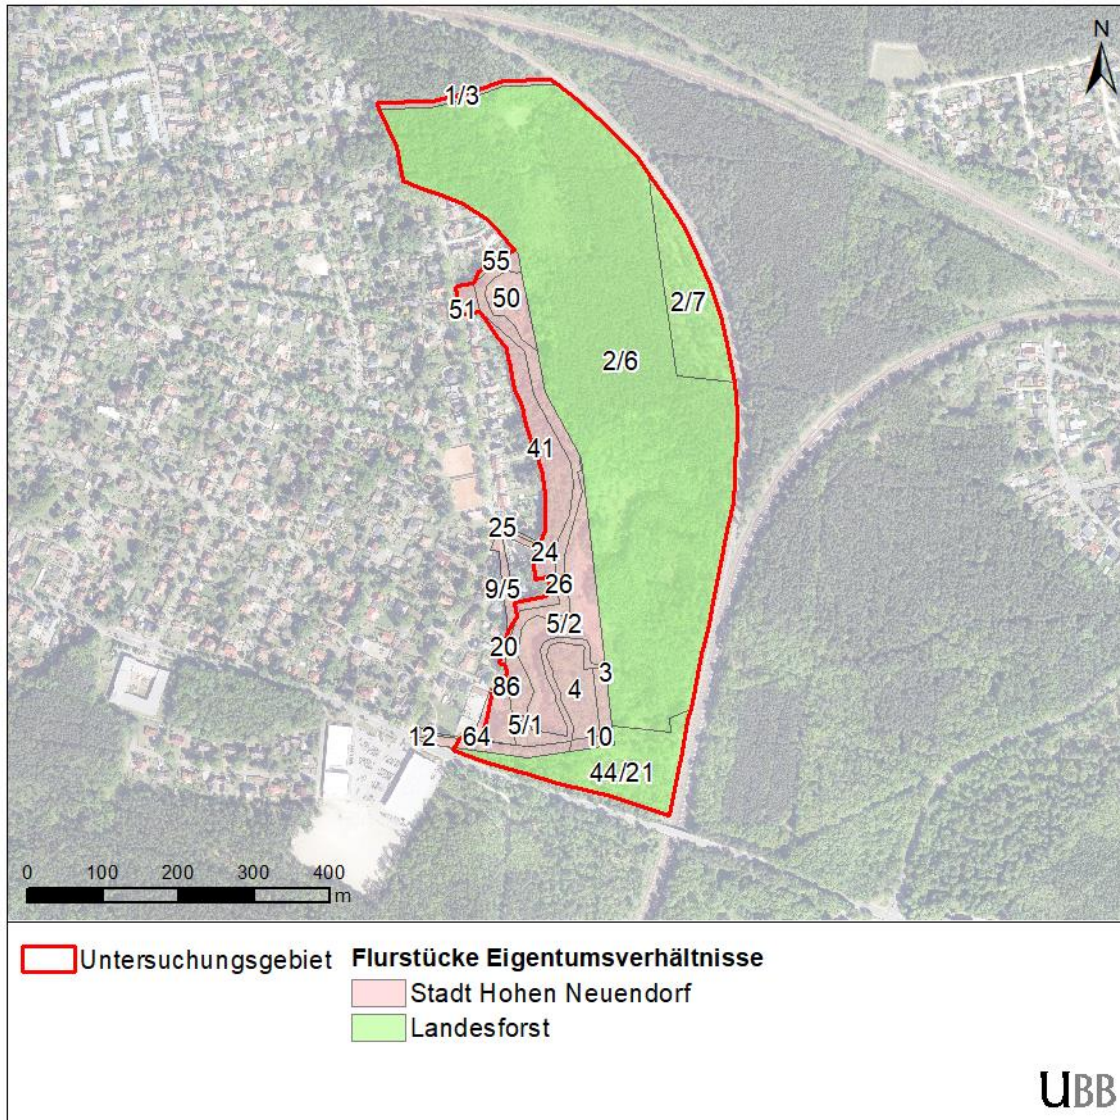 N
1/3
55
50
51
2/7
2/6
41
25
24
26
9/5
5/2
20
3
86
4
5/1
12
64
10
44/21
0 100 200 300 400
m
Untersuchungsgebiet
Flurstücke Eigentumsverhältnisse
Stadt Hohen Neuendorf
Landesforst
UBB